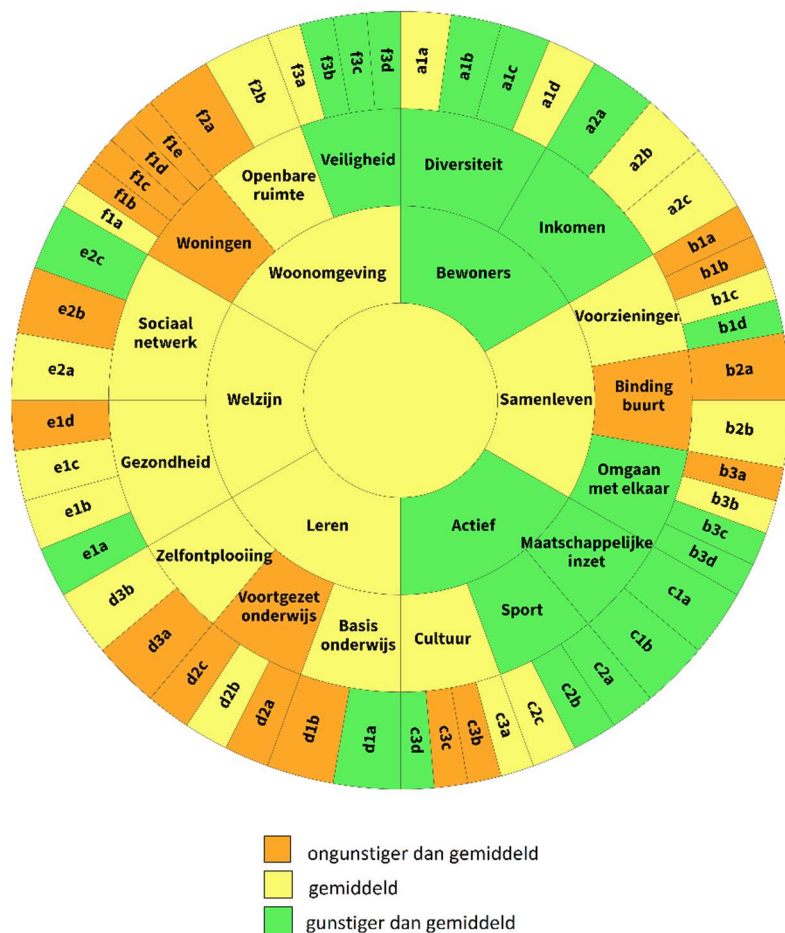 a1a
a1b
a1c
a1d
a2a
a2b
a2c
b1a
b1b
b1c
b1d
b2a
b2b
b3a
b3b
b3c
b3d
c1a
c1b
c2a
c2b
c2c
c3a
c3b
c3c
c3d
d1a
d1b
d2a
d2b
d2c
d3a
d3b
e1a
e1b
e1c
e1d
e2a
e2b
e2c
f1a
f1b
f1c
f1d
f1e
f2a
f2b
f3a
f3b
f3c
f3d
Diversiteit
Inkomen
Voorzieningen
Binding
buurt
Omgaan
met elkaar
Maatschappelijke
inzet
Sport
Cultuur
Basis
onderwijs
Voortgezet
onderwijs
Zelfontplooiing
Gezondheid
Sociaal
netwerk
Woningen
Openbare
ruimte
Veiligheid
Bewoners
Samenleven
Actief
Leren
Welzijn
Woonomgeving
ongunstiger dan gemiddeld
gemiddeld
gunstiger dan gemiddeld